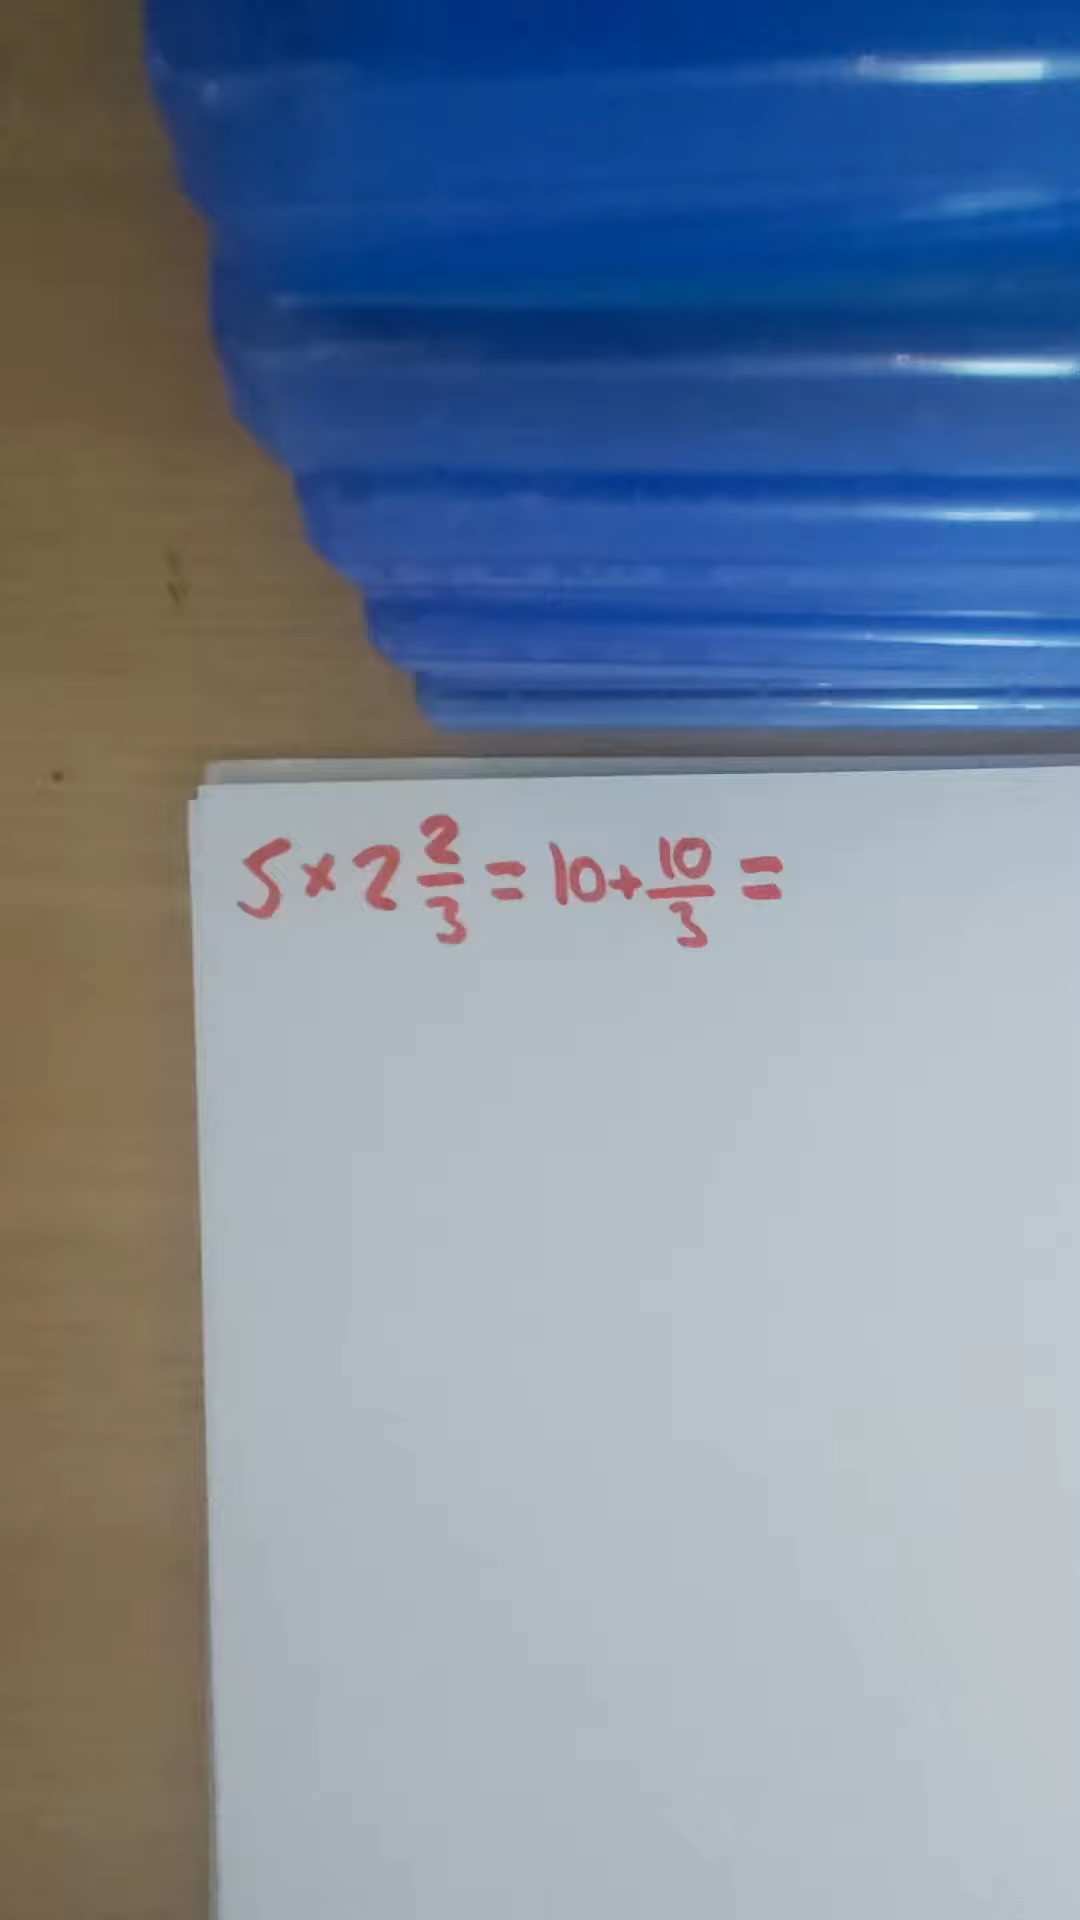 5 × 2 2/3 = 10 + 10/3 =